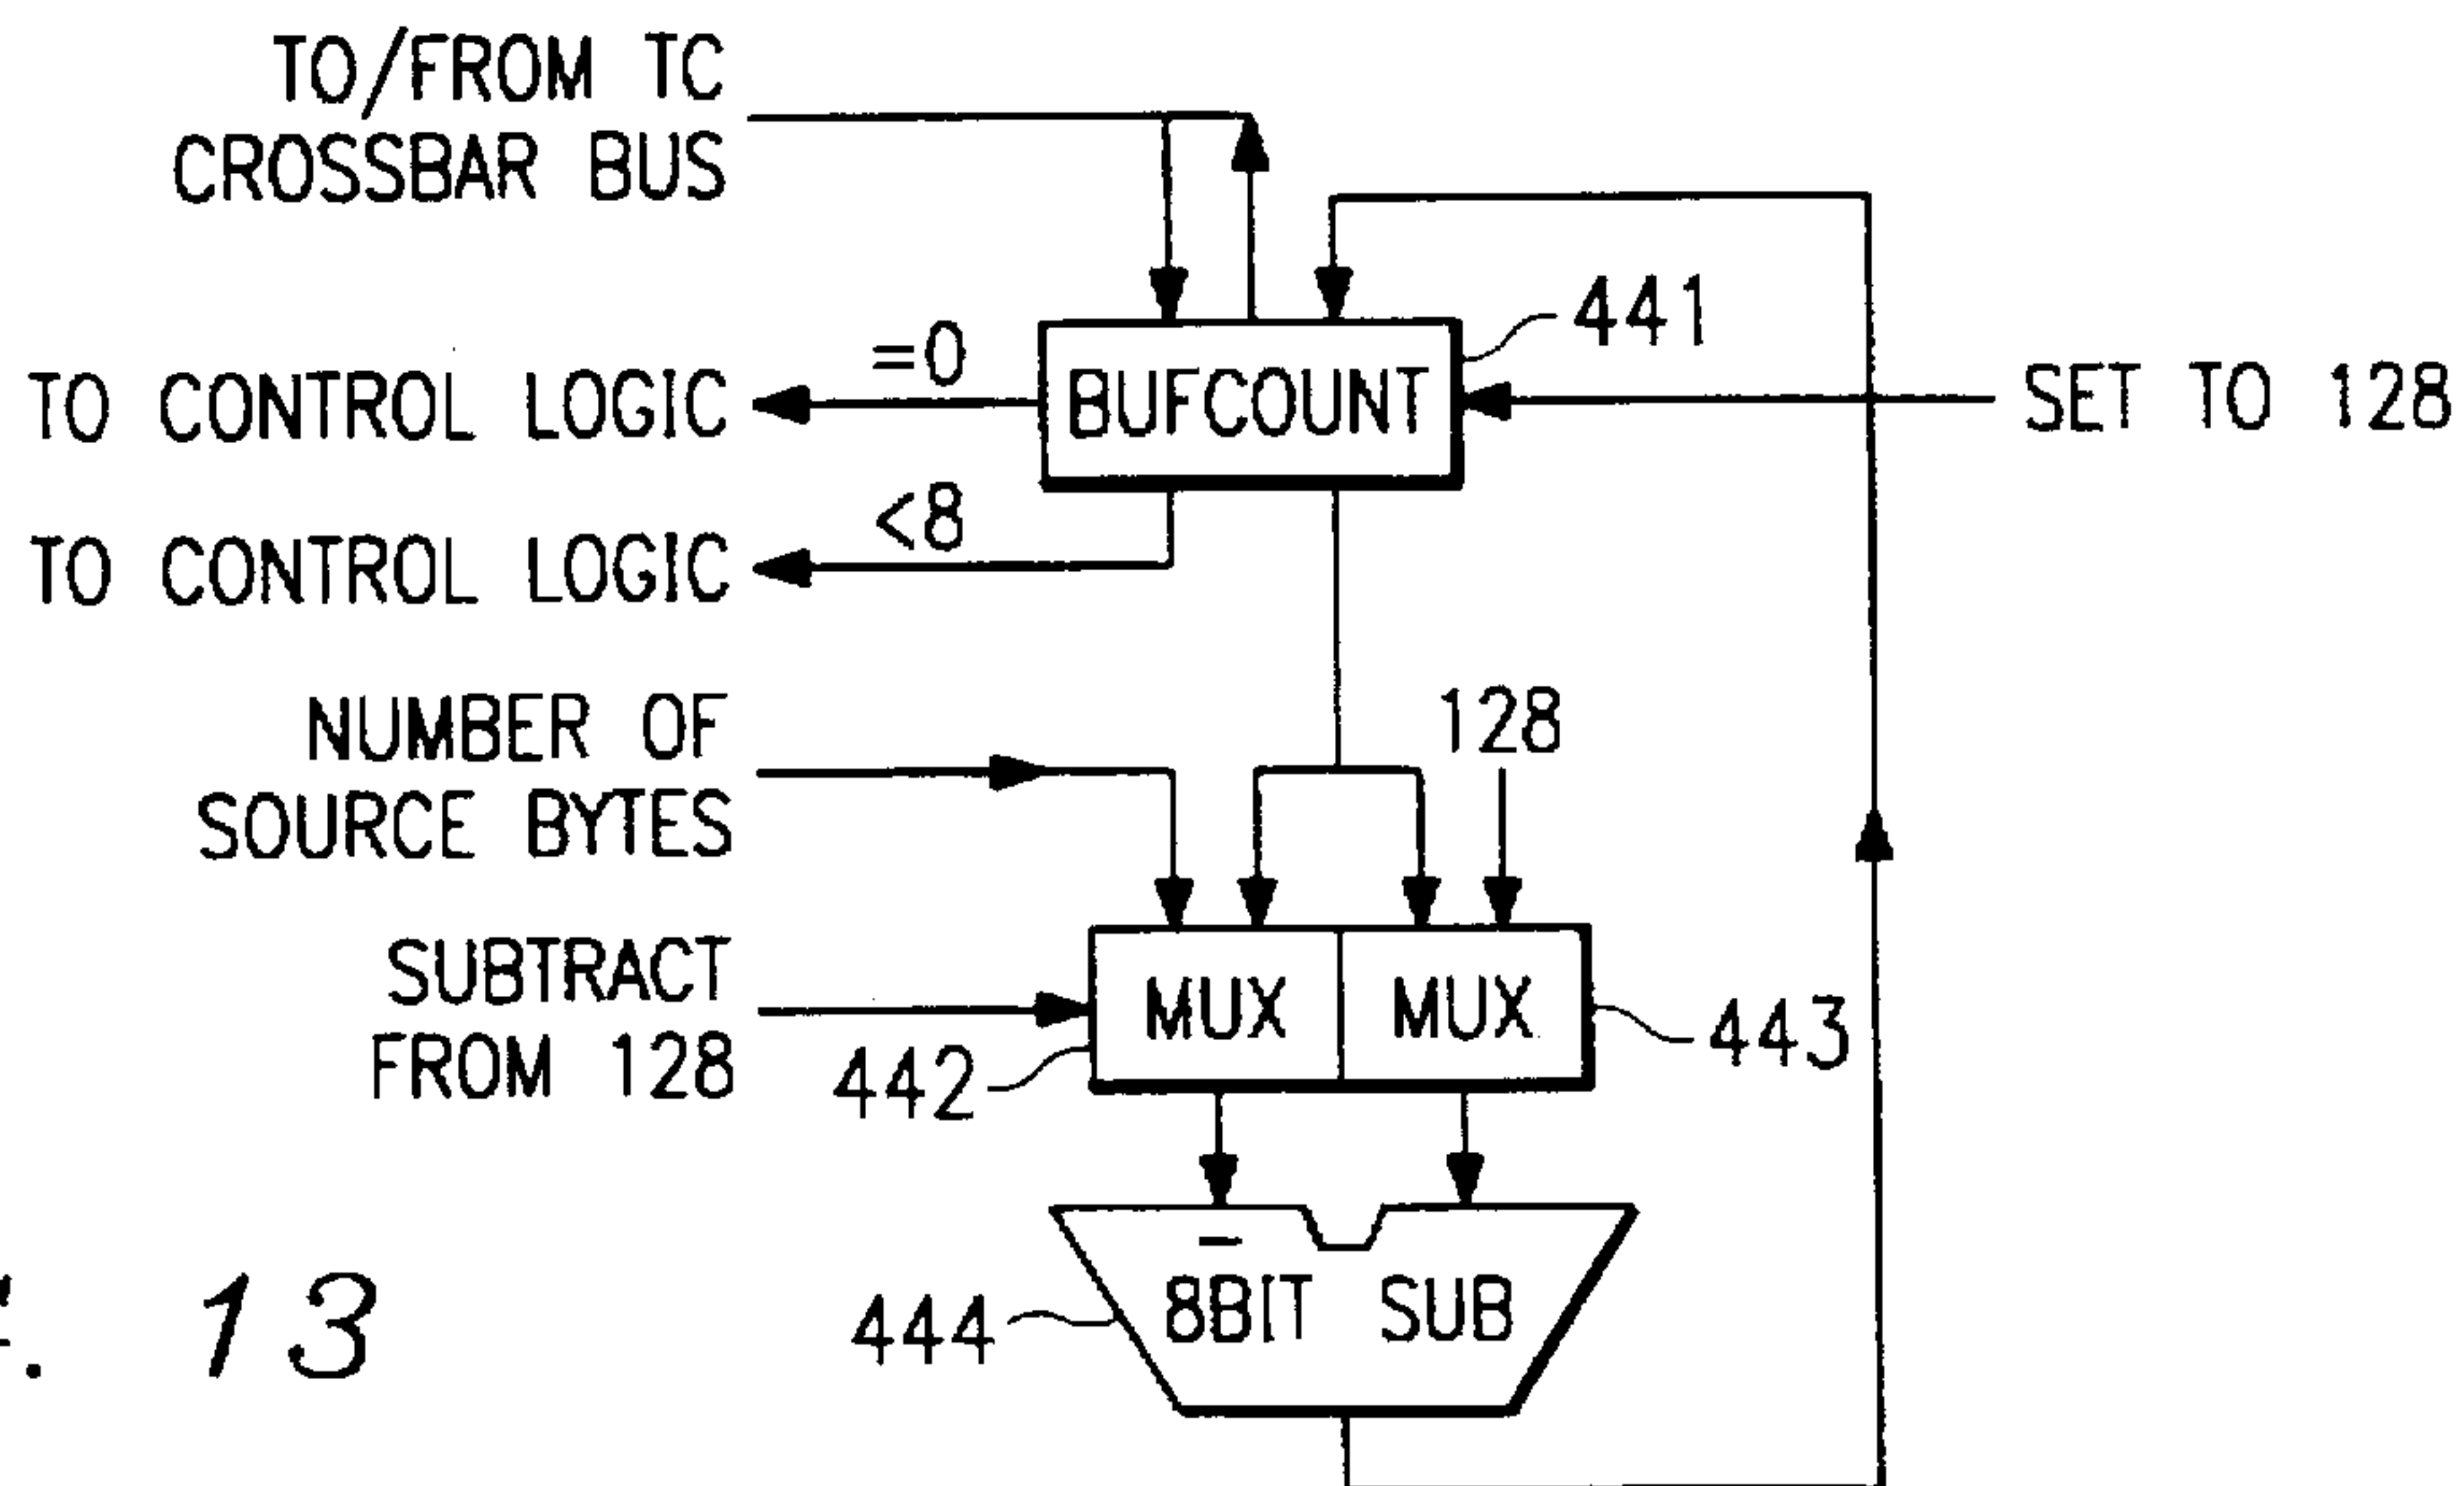 TO/FROM TC
CROSSBAR BUS
=0
441
TO CONTROL LOGIC
BUFCOUNT
SET TO 128
<8
TO CONTROL LOGIC
NUMBER OF
SOURCE BYTES
128
SUBTRACT
FROM 128
MUX
MUX
442
443
–
8BIT SUB
444
13